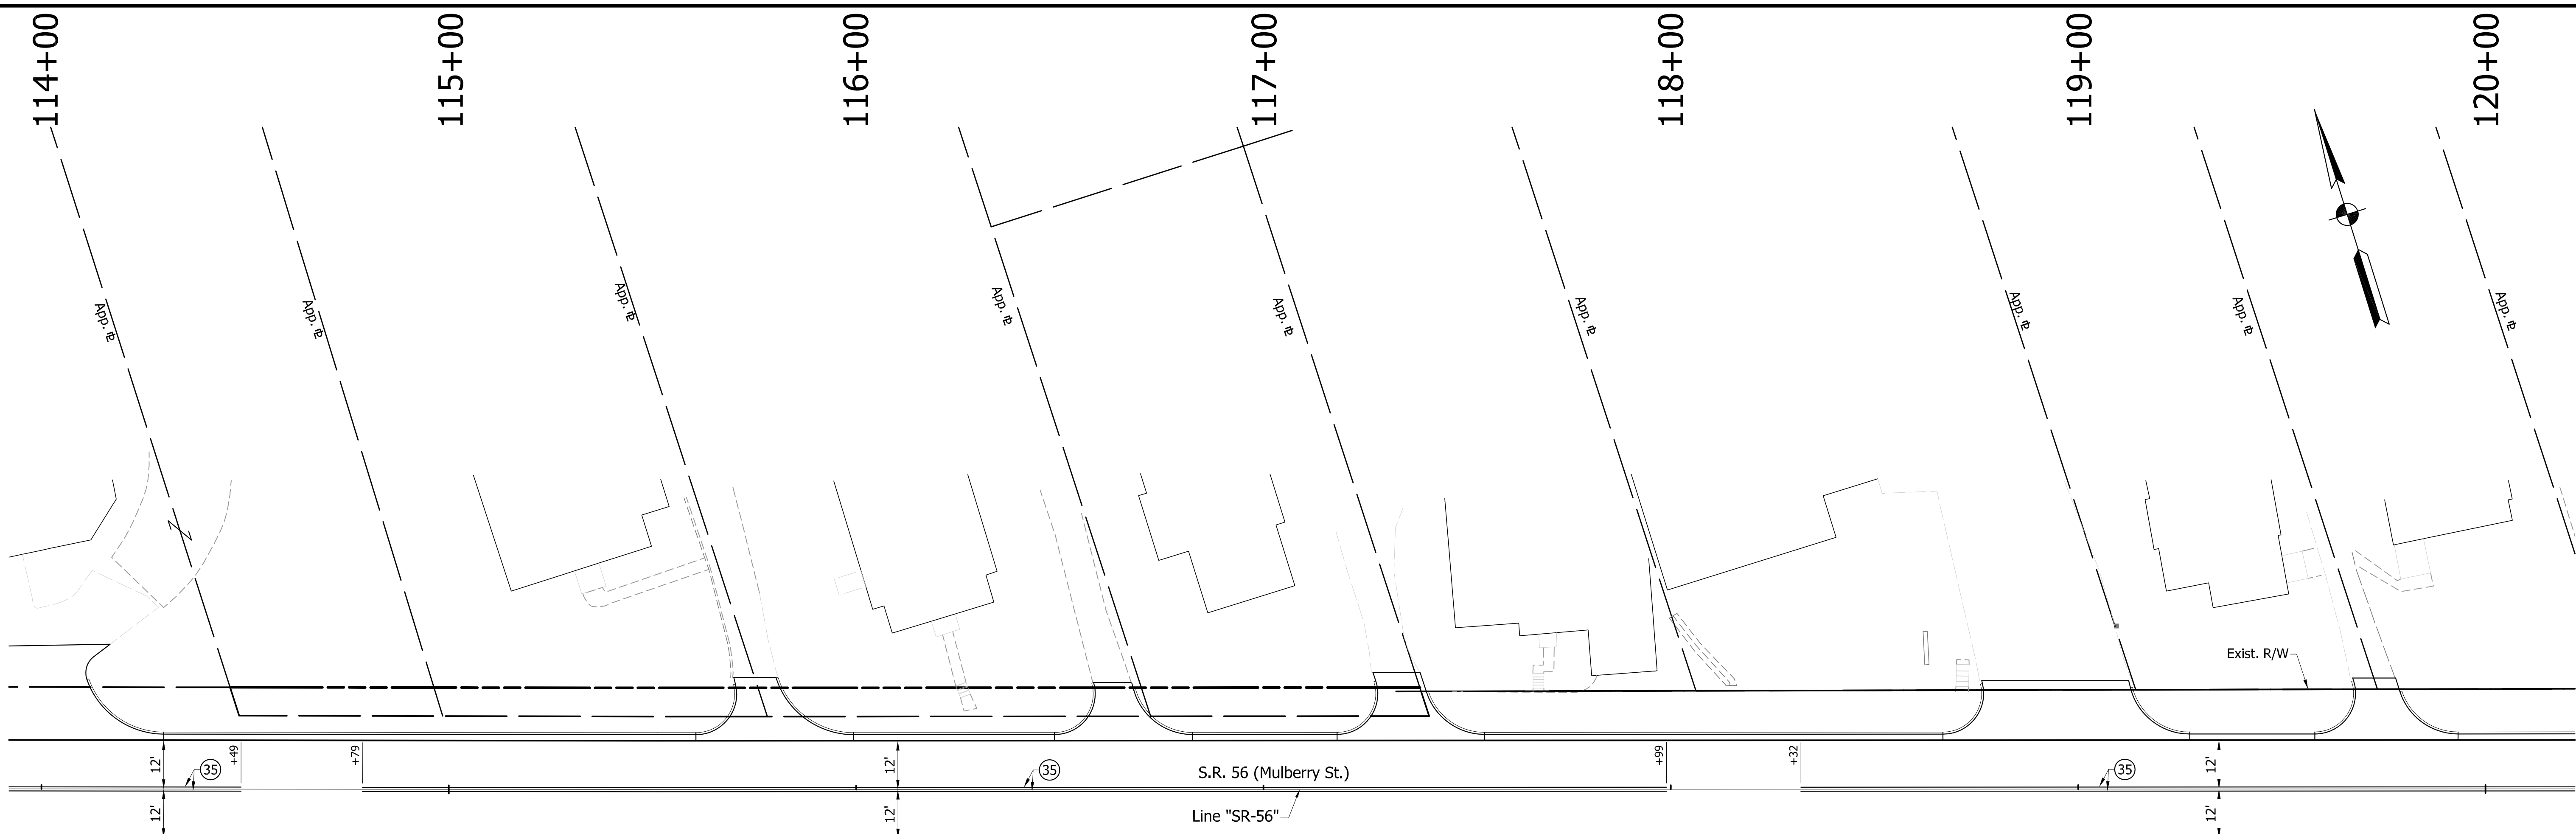 114+00
115+00
116+00
117+00
118+00
119+00
120+00
App. ⅊
App. ⅊
App. ⅊
App. ⅊
App. ⅊
App. ⅊
App. ⅊
App. ⅊
App. ⅊
Exist. R/W
12'
+49
+79
12'
+99
+32
12'
35
35
S.R. 56 (Mulberry St.)
35
12'
12'
Line "SR-56"
12'